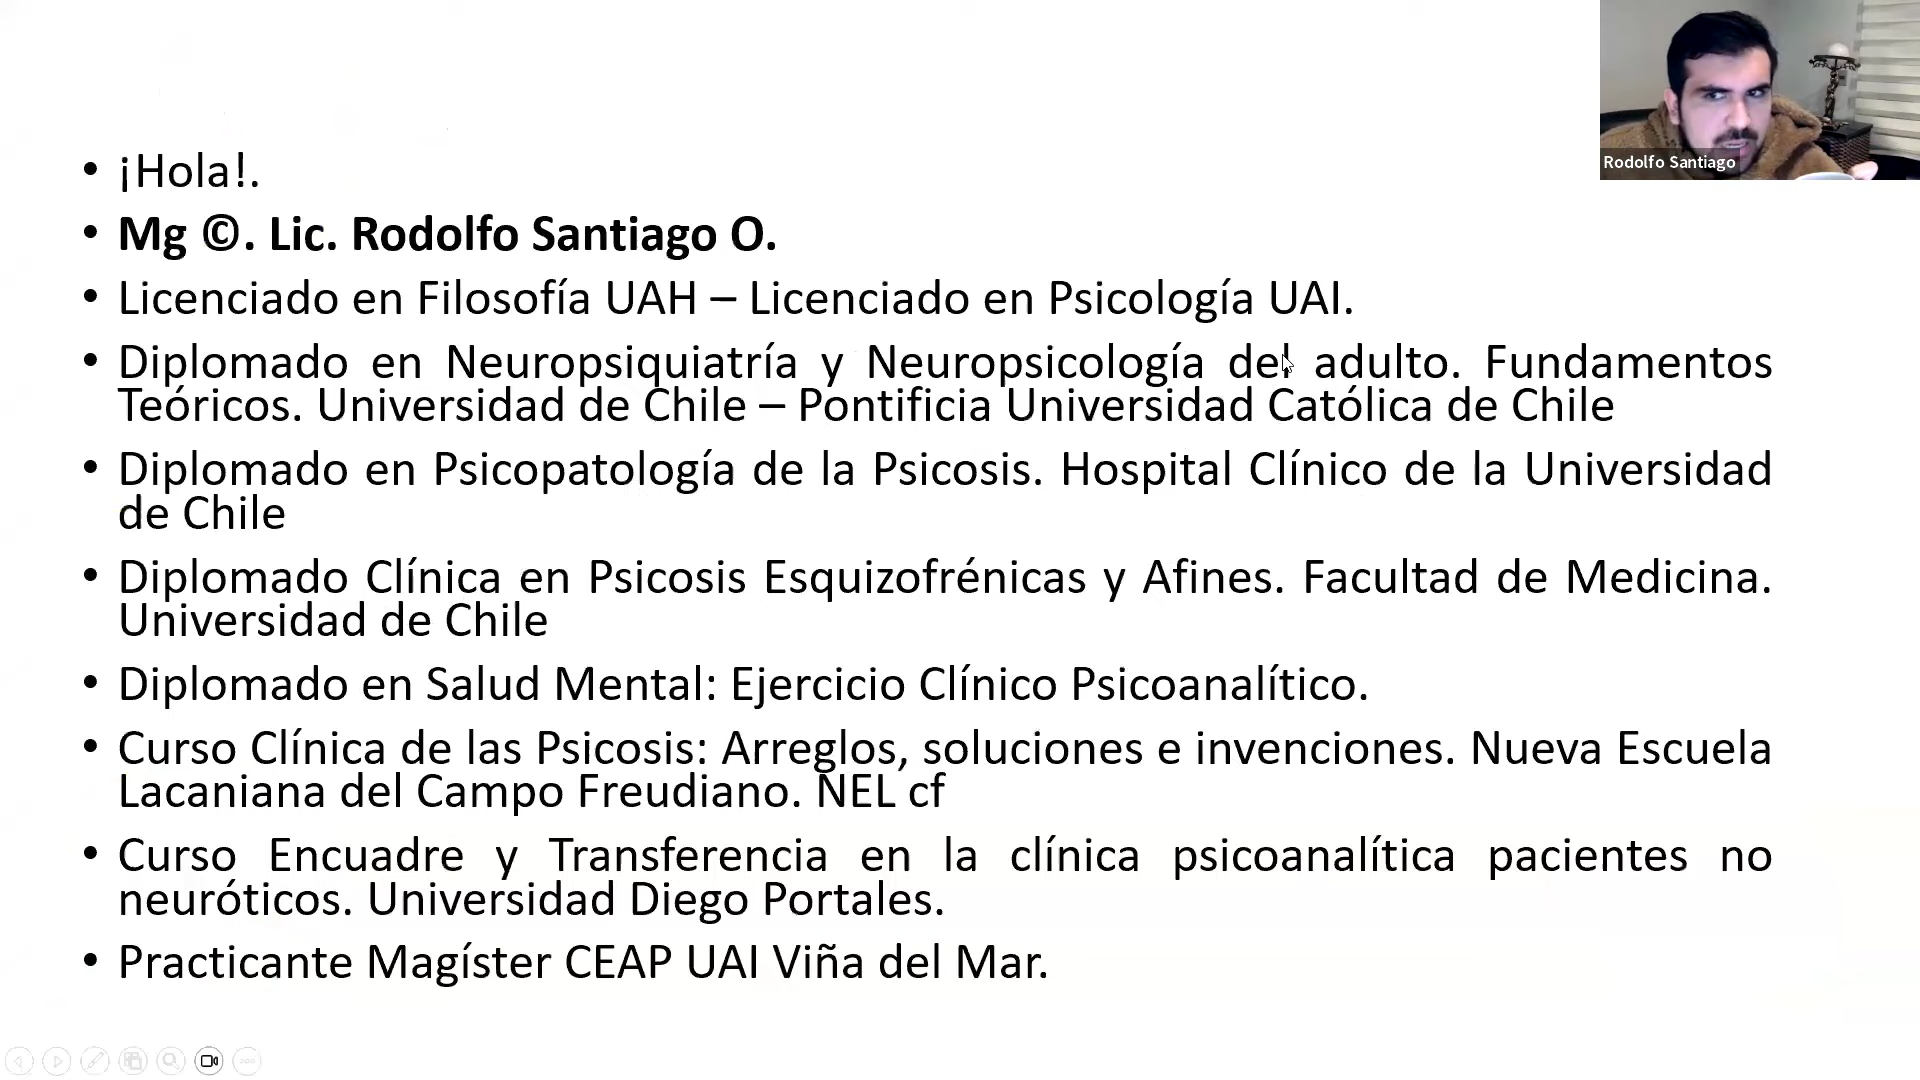 Rodolfo Santiago
• ¡Hola!.
• Mg ©. Lic. Rodolfo Santiago O.
• Licenciado en Filosofía UAH – Licenciado en Psicología UAI.
• Diplomado en Neuropsiquiatría y Neuropsicología del adulto. Fundamentos
Teóricos. Universidad de Chile – Pontificia Universidad Católica de Chile
• Diplomado en Psicopatología de la Psicosis. Hospital Clínico de la Universidad
de Chile
• Diplomado Clínica en Psicosis Esquizofrénicas y Afines. Facultad de Medicina.
Universidad de Chile
• Diplomado en Salud Mental: Ejercicio Clínico Psicoanalítico.
• Curso Clínica de las Psicosis: Arreglos, soluciones e invenciones. Nueva Escuela
Lacaniana del Campo Freudiano. NEL cf
• Curso Encuadre y Transferencia en la clínica psicoanalítica pacientes no
neuróticos. Universidad Diego Portales.
• Practicante Magíster CEAP UAI Viña del Mar.